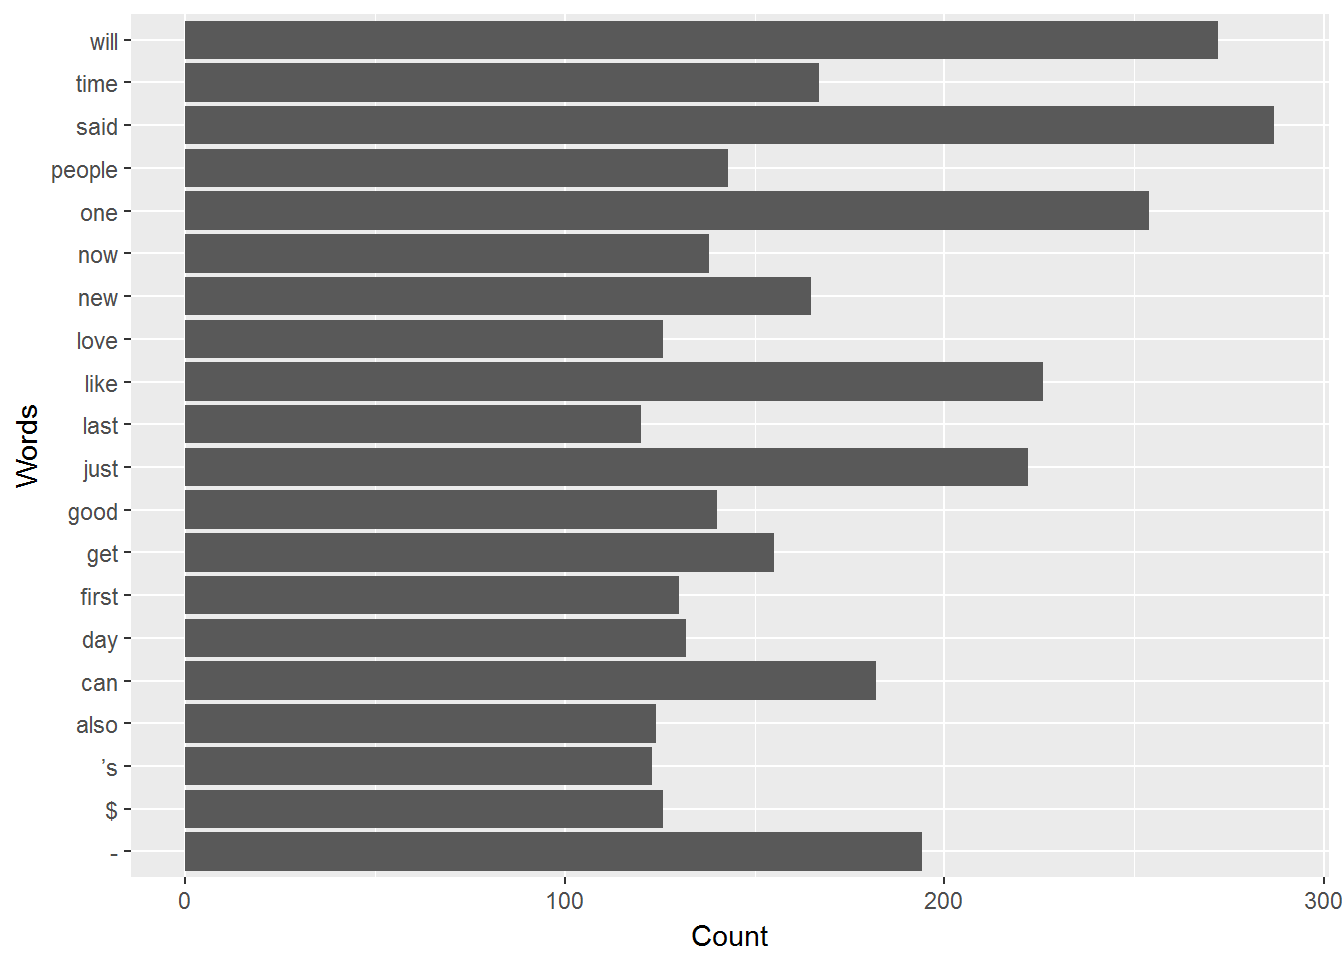 will
time
said
people
one
now
new
love
like
last
just
good
get
first
day
can
also
’s
$
-
Words
0 100 200 300
Count